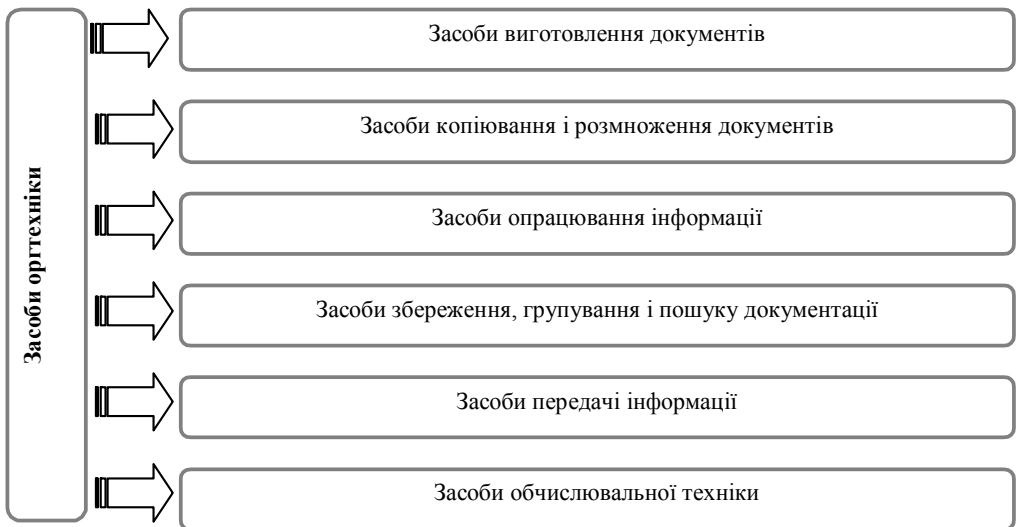 Засоби оргтехніки
Засоби виготовлення документів
Засоби копіювання і розмноження документів
Засоби опрацювання інформації
Засоби збереження, групування і пошуку документації
Засоби передачі інформації
Засоби обчислювальної техніки